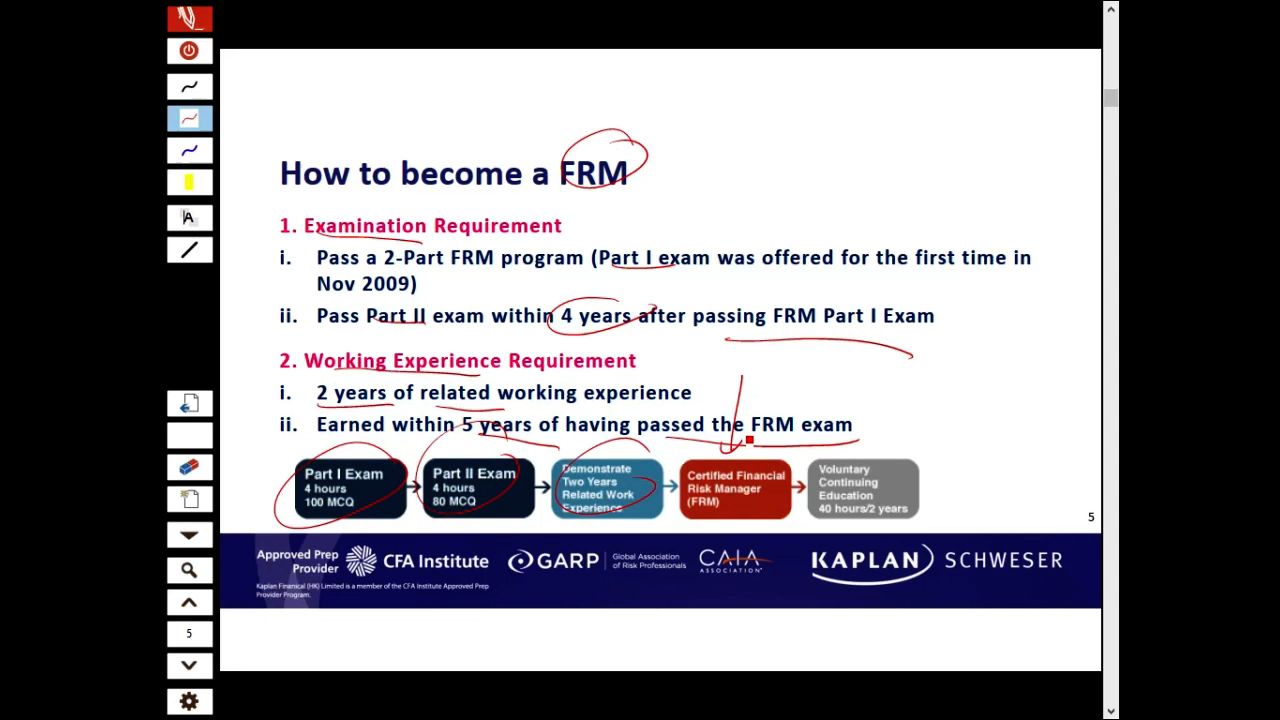 How to become a FRM
1. Examination Requirement
i. Pass a 2-Part FRM program (Part I exam was offered for the first time in
Nov 2009)
ii. Pass Part II exam within 4 years after passing FRM Part I Exam
2. Working Experience Requirement
i. 2 years of related working experience
ii. Earned within 5 years of having passed the FRM exam
Part I Exam
4 hours
100 MCQ
Part II Exam
4 hours
80 MCQ
Demonstrate
Two Years
Related Work
Experience
Certified Financial
Risk Manager
(FRM)
Voluntary
Continuing
Education
40 hours/2 years
5
Approved Prep
Provider
CFA Institute
Kaplan Finanical (HK) Limited is a member of the CFA Institute Approved Prep
Provider Program.
GARP
Global Association
of Risk Professionals
CAIA
ASSOCIATION
KAPLAN SCHWESER
A
5